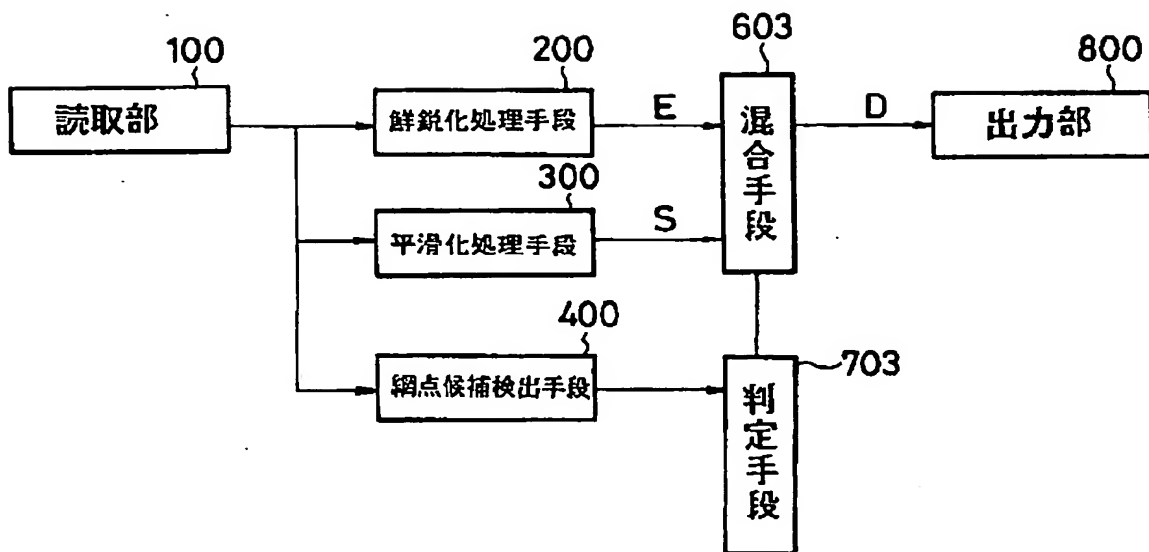 100
読取部
200
鮮鋭化処理手段
E
603
混合手段
D
800
出力部
300
平滑化処理手段
S
400
網点候補検出手段
703
判定手段